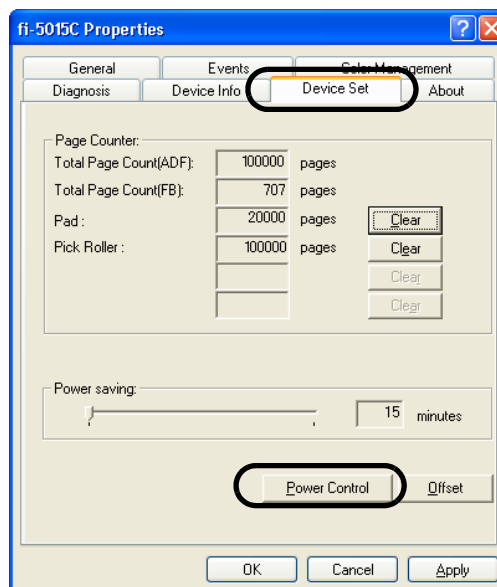 fi-5015C Properties
General Events Color Management
Diagnosis Device Info Device Set About
Page Counter:
Total Page Count(ADF): 100000 pages
Total Page Count(FB): 707 pages
Pad : 20000 pages Clear
Pick Roller : 100000 pages Clear
Clear
Clear
Power saving:
15 minutes
Power Control Offset
OK Cancel Apply